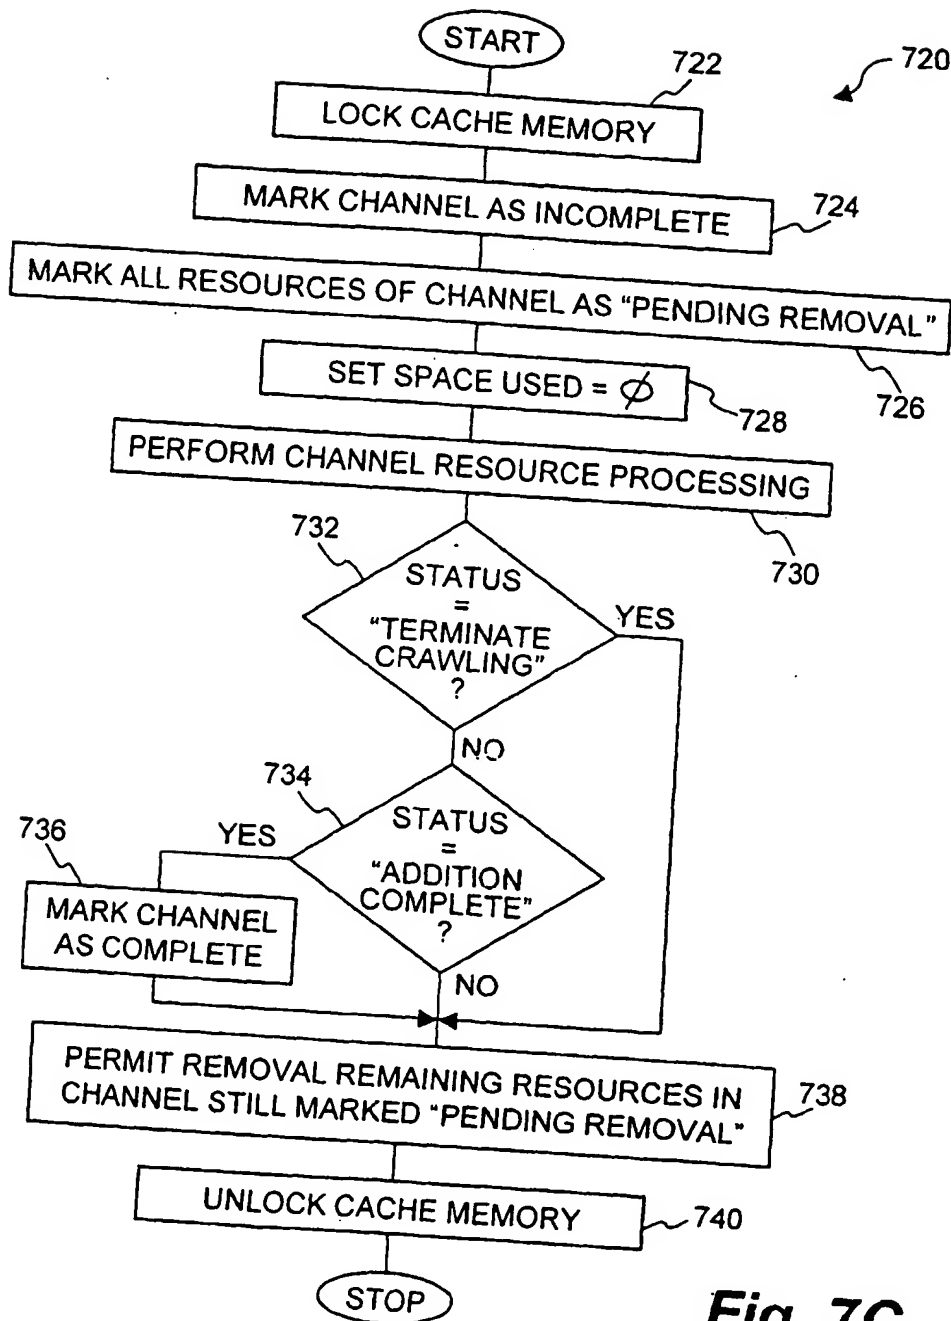 START
720
722
LOCK CACHE MEMORY
MARK CHANNEL AS INCOMPLETE
724
MARK ALL RESOURCES OF CHANNEL AS “PENDING REMOVAL”
726
SET SPACE USED = ∅
728
PERFORM CHANNEL RESOURCE PROCESSING
730
732
STATUS
=
“TERMINATE
CRAWLING”
?
YES
NO
734
STATUS
=
“ADDITION
COMPLETE”
?
YES
736
MARK CHANNEL
AS COMPLETE
NO
PERMIT REMOVAL REMAINING RESOURCES IN
CHANNEL STILL MARKED “PENDING REMOVAL”
738
UNLOCK CACHE MEMORY
740
STOP
Fig. 7C